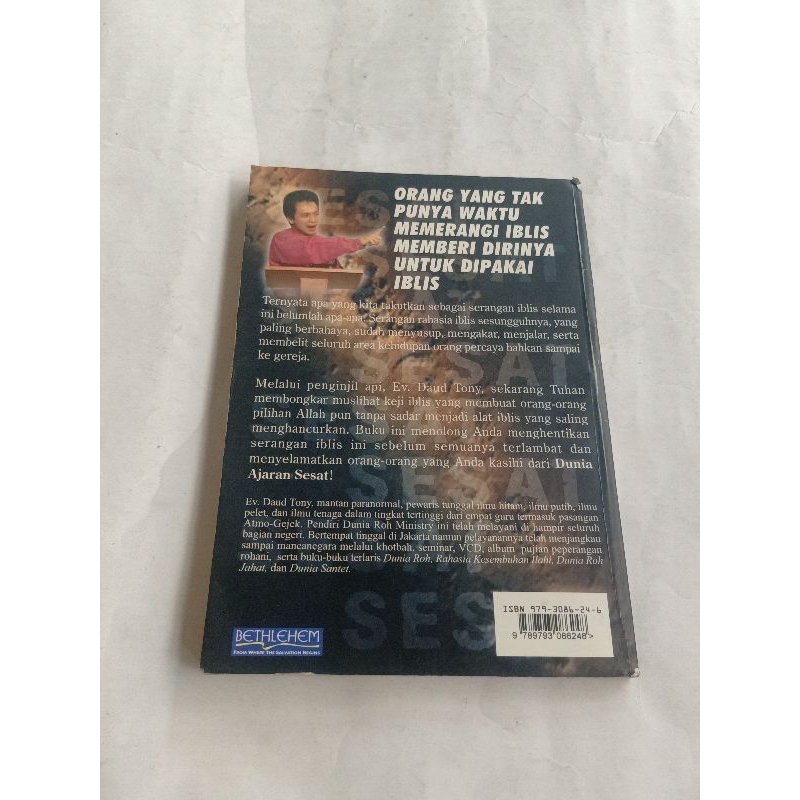 ORANG YANG TAK
PUNYA WAKTU
MEMERANGI IBLIS
MEMBERI DIRINYA
UNTUK DIPAKAI
IBLIS
Ternyata apa yang kita takutkan sebagai serangan iblis selama
ini belumlah apa-apa. Serangan rahasia iblis sesungguhnya, yang
paling berbahaya, sudah menyusup, mengakar, menjalar, serta
membelit seluruh area kehidupan orang percaya bahkan sampai
ke gereja.
Melalui penginjil api, Ev. Daud Tony, sekarang Tuhan
membongkar muslihat keji iblis yang membuat orang-orang
pilihan Allah pun tanpa sadar menjadi alat iblis yang saling
menghancurkan. Buku ini menolong Anda menghentikan
serangan iblis ini sebelum semuanya terlambat dan
menyelamatkan orang-orang yang Anda kasihi dari Dunia
Ajaran Sesat!
Ev. Daud Tony, mantan paranormal, pewaris tunggal ilmu hitam, ilmu putih, ilmu
pelet, dan ilmu tenaga dalam tingkat tertinggi dari empat guru termasuk pasangan
Atmo-Gejek. Pendiri Dunia Roh Ministry ini telah melayani di hampir seluruh
bagian negeri. Bertempat tinggal di Jakarta namun pelayanannya telah menjangkau
sampai mancanegara melalui khotbah, seminar, VCD, album pujian peperangan
rohani, serta buku-buku terlaris Dunia Roh, Rahasia Kesembuhan Ilahi, Dunia Roh
Jahat, dan Dunia Santet.
ISBN 979-3086-24-6
9 789793 086248>
BETHLEHEM
FROM WHERE THE SALVATION BEGINS
SESAT
SESAT
SESAT